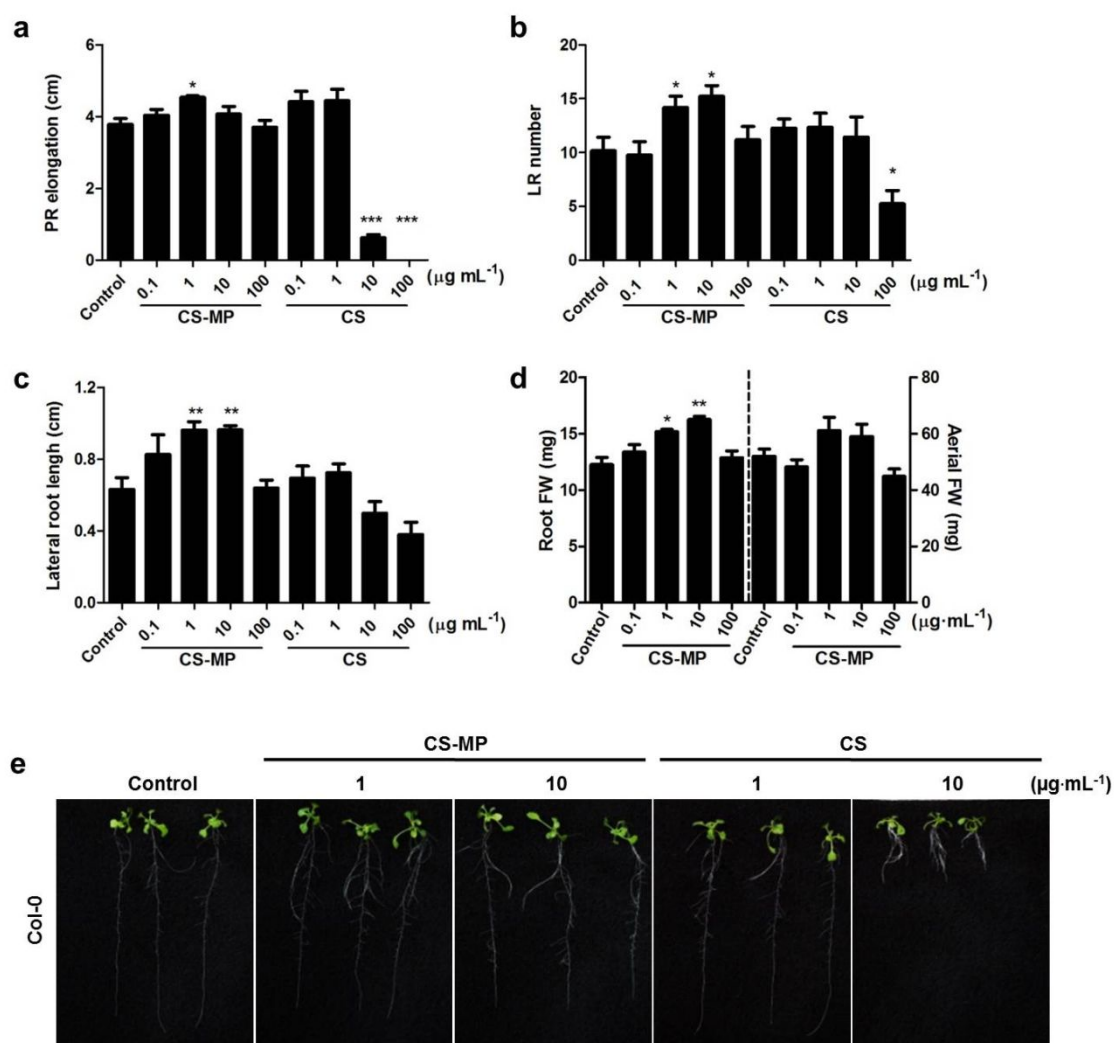 a
PR elongation (cm)
6
4
2
0
*
*** ***
Control 0.1 1 10 100 0.1 1 10 100 (μg mL⁻¹)
CS-MP CS
b
LR number
20
15
10
5
0
* *
*
Control 0.1 1 10 100 0.1 1 10 100 (μg mL⁻¹)
CS-MP CS
c
Lateral root lengh (cm)
1.2
0.8
0.4
0.0
** **
Control 0.1 1 10 100 0.1 1 10 100 (μg mL⁻¹)
CS-MP CS
d
Root FW (mg)
20
15
10
5
0
* **
80
60
40
20
0
Aerial FW (mg)
Control 0.1 1 10 100 Control 0.1 1 10 100 (μg·mL⁻¹)
CS-MP CS-MP
e
CS-MP CS
Control 1 10 1 10 (μg·mL⁻¹)
Col-0